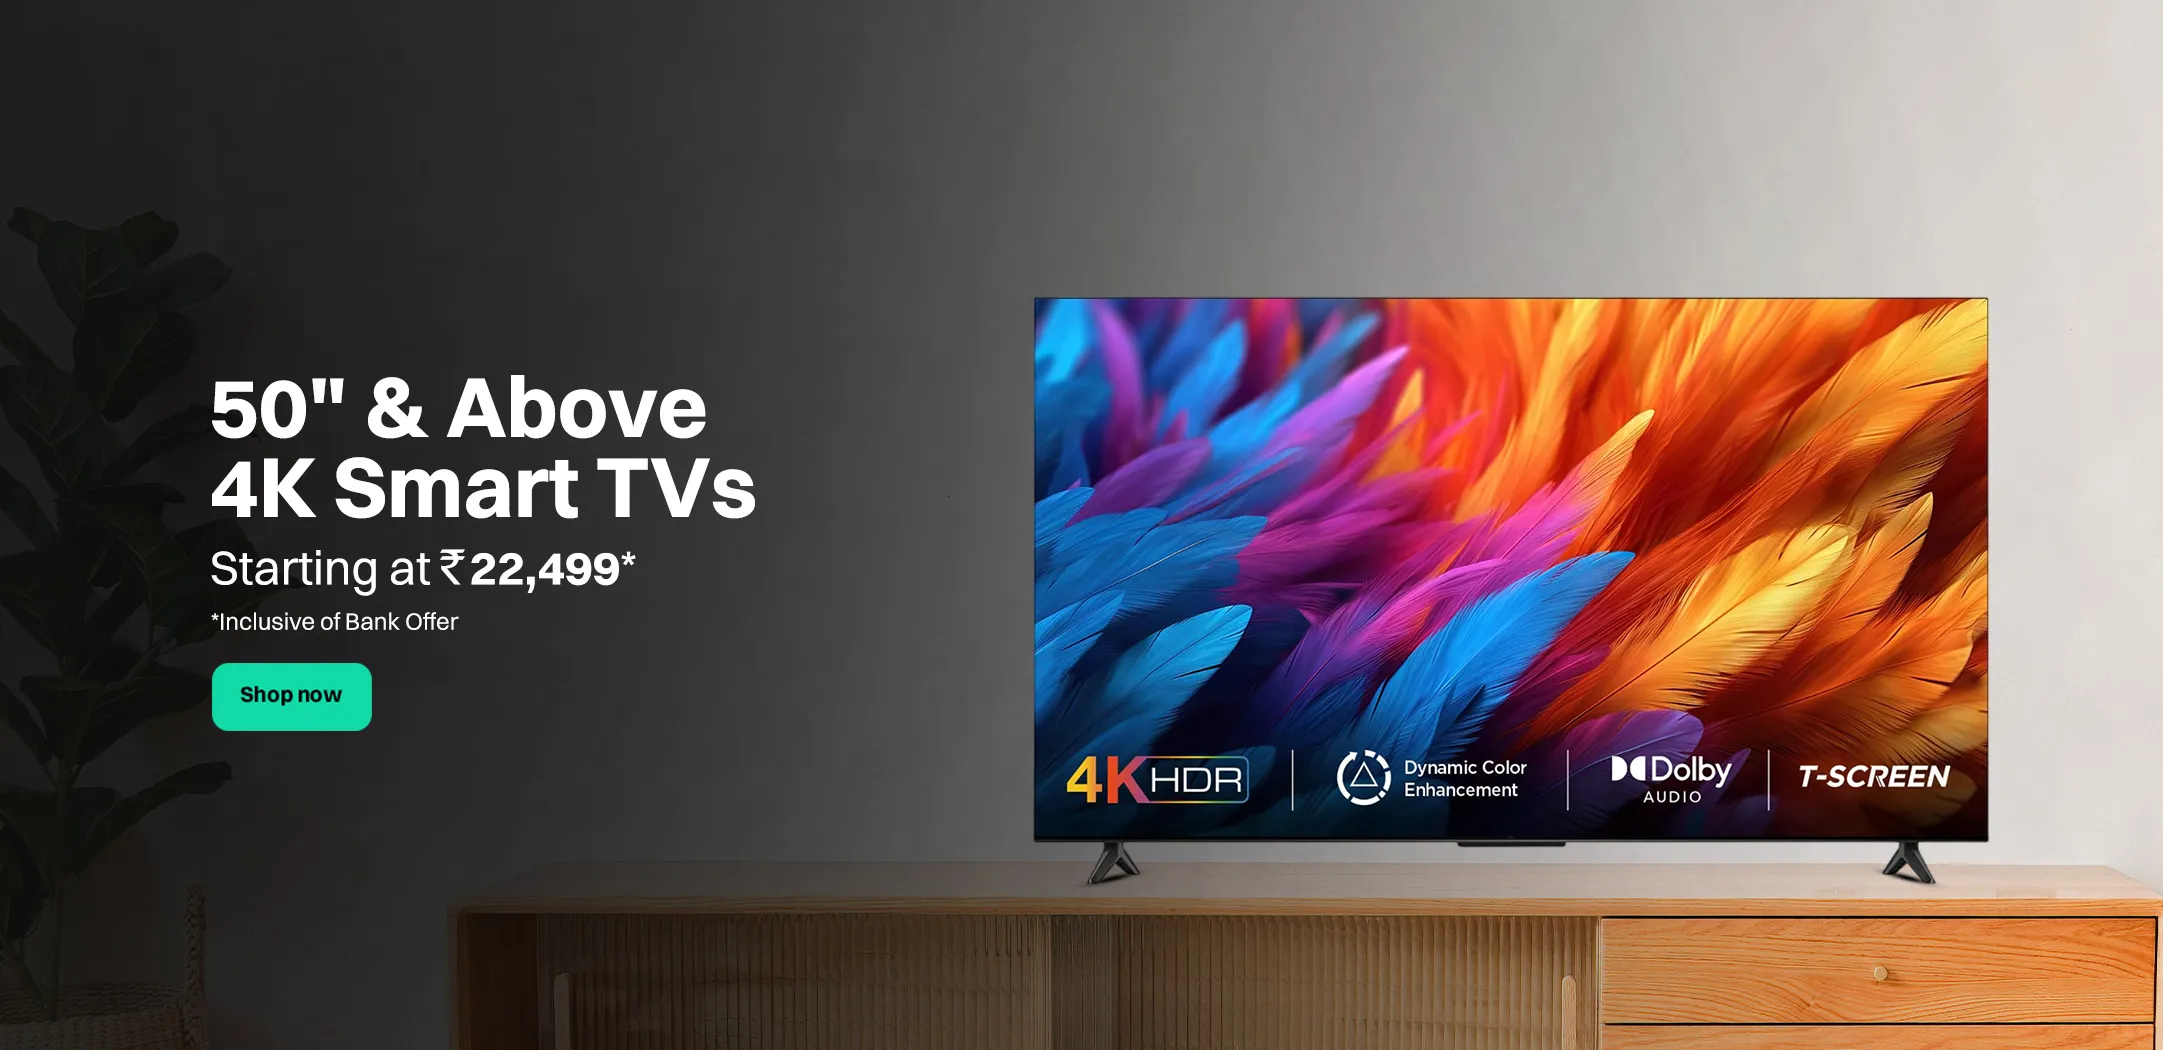 50" & Above
4K Smart TVs
Starting at ₹22,499*
*Inclusive of Bank Offer
Shop now
4K HDR
Dynamic Color
Enhancement
Dolby
AUDIO
T-SCREEN